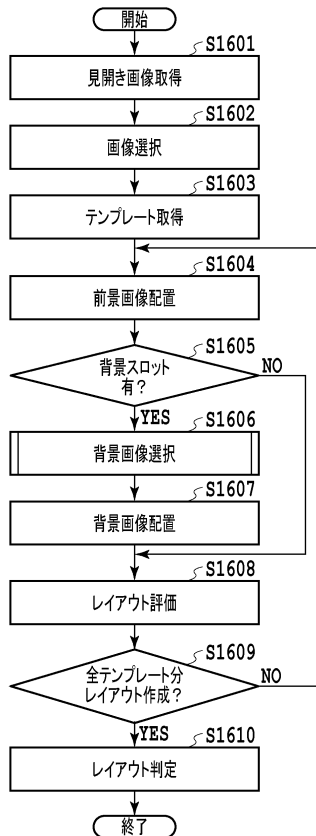 開始
S1601
見開き画像取得
S1602
画像選択
S1603
テンプレート取得
S1604
前景画像配置
S1605
背景スロット
有？
NO
YES
S1606
背景画像選択
S1607
背景画像配置
S1608
レイアウト評価
S1609
全テンプレート分
レイアウト作成？
NO
YES
S1610
レイアウト判定
終了